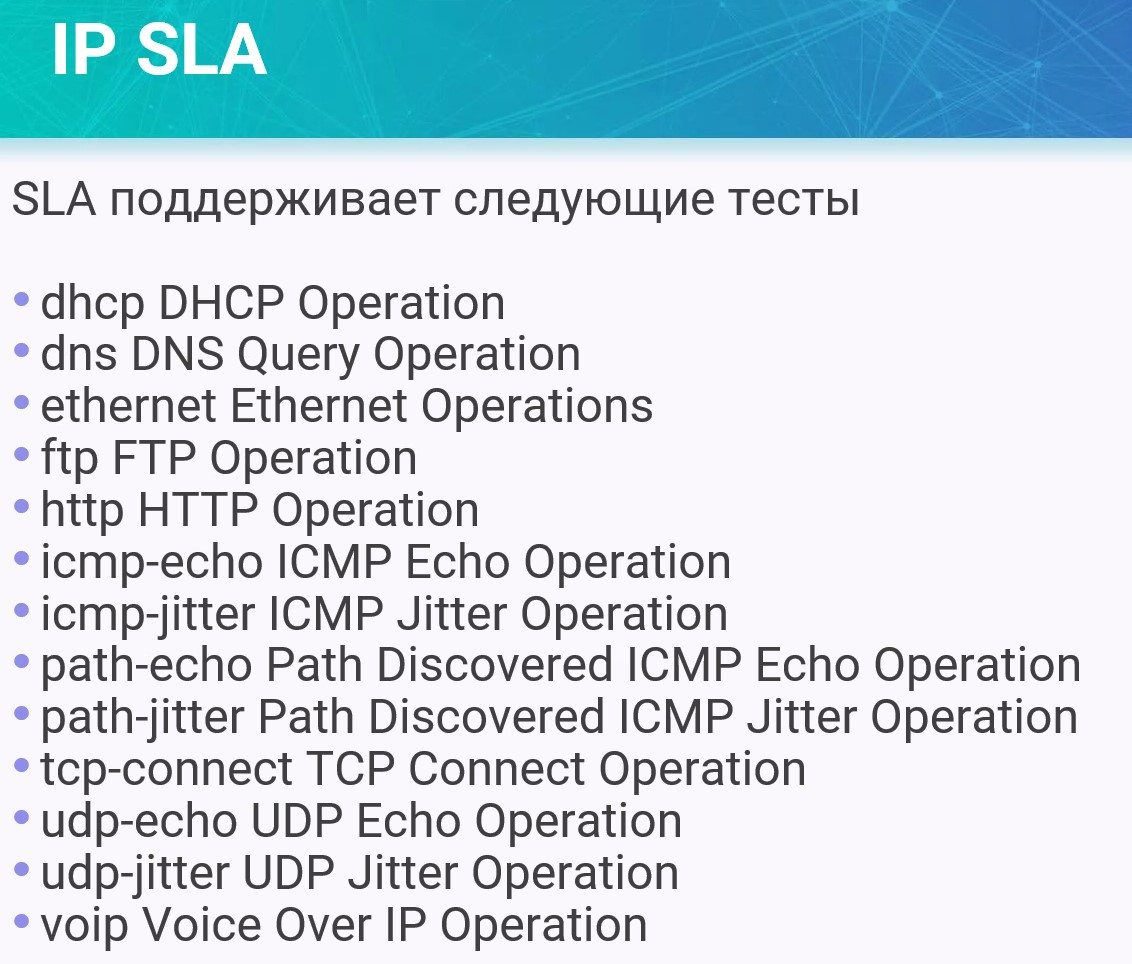 IP SLA
SLA поддерживает следующие тесты
• dhcp DHCP Operation
• dns DNS Query Operation
• ethernet Ethernet Operations
• ftp FTP Operation
• http HTTP Operation
• icmp-echo ICMP Echo Operation
• icmp-jitter ICMP Jitter Operation
• path-echo Path Discovered ICMP Echo Operation
• path-jitter Path Discovered ICMP Jitter Operation
• tcp-connect TCP Connect Operation
• udp-echo UDP Echo Operation
• udp-jitter UDP Jitter Operation
• voip Voice Over IP Operation